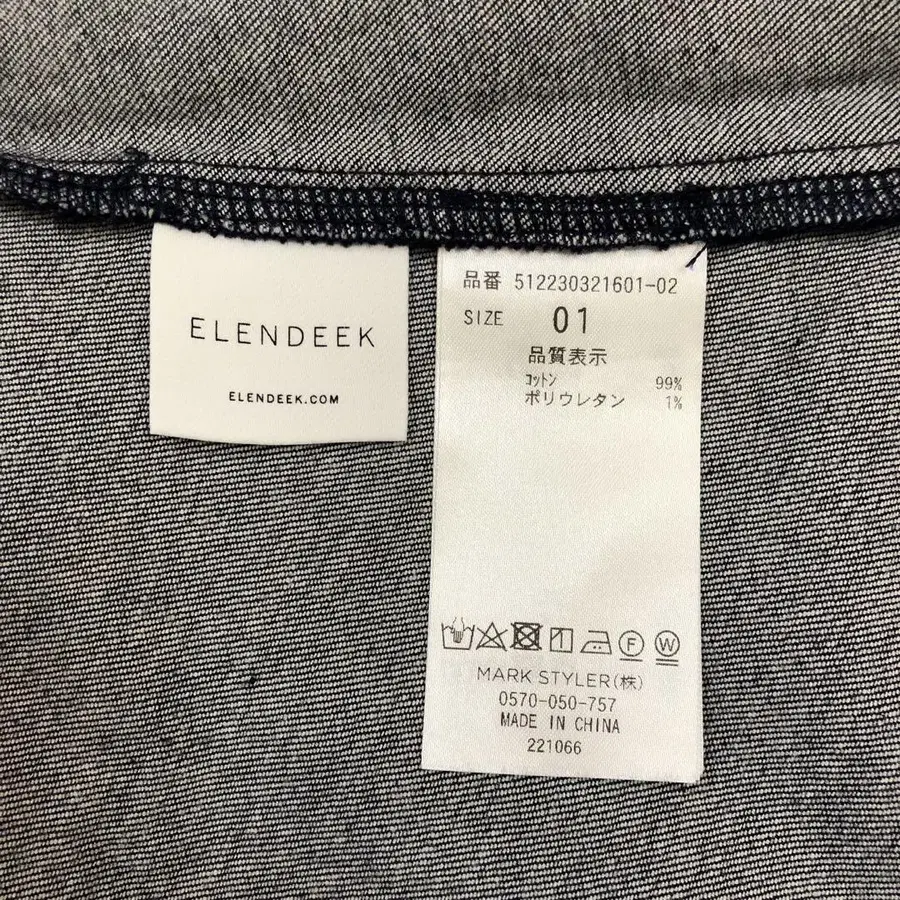 ELENDEEK
ELENDEEK.COM
品番 512230321601-02
SIZE 01
品質表示
コットン 99%
ポリウレタン 1%
F W
MARK STYLER(株)
0570-050-757
MADE IN CHINA
221066